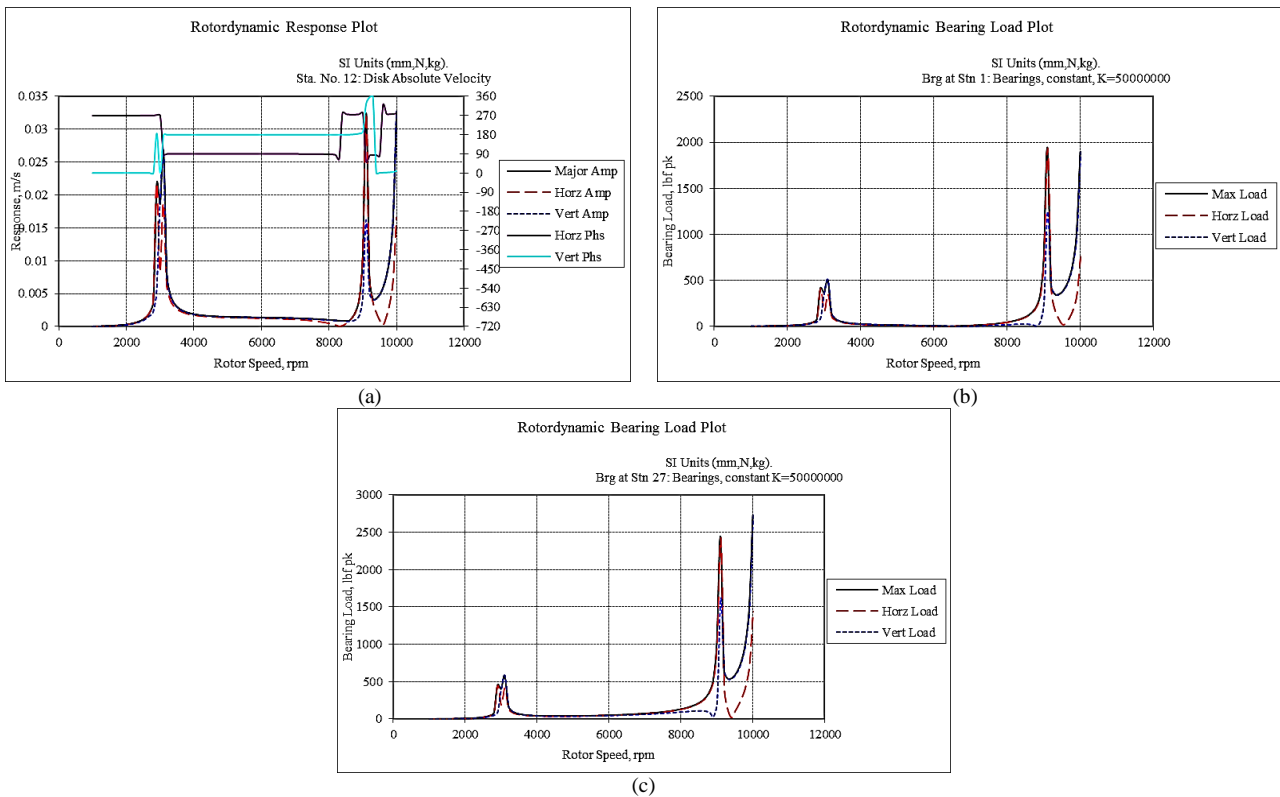 Rotordynamic Response Plot
SI Units (mm,N,kg).
Sta. No. 12: Disk Absolute Velocity
0.035
0.03
0.025
0.02
0.015
0.01
0.005
0
Response, m/s
360
270
180
90
0
-90
-180
-270
-360
-450
-540
-630
-720
0
2000
4000
6000
8000
10000
12000
Rotor Speed, rpm
Major Amp
Horz Amp
Vert Amp
Horz Phs
Vert Phs
(a)
Rotordynamic Bearing Load Plot
SI Units (mm,N,kg).
Brg at Stn 1: Bearings, constant, K=50000000
2500
2000
1500
1000
500
0
Bearing Load, lbf pk
0
2000
4000
6000
8000
10000
12000
Rotor Speed, rpm
Max Load
Horz Load
Vert Load
(b)
Rotordynamic Bearing Load Plot
SI Units (mm,N,kg).
Brg at Stn 27: Bearings, constant K=50000000
3000
2500
2000
1500
1000
500
0
Bearing Load, lbf pk
0
2000
4000
6000
8000
10000
12000
Rotor Speed, rpm
Max Load
Horz Load
Vert Load
(c)